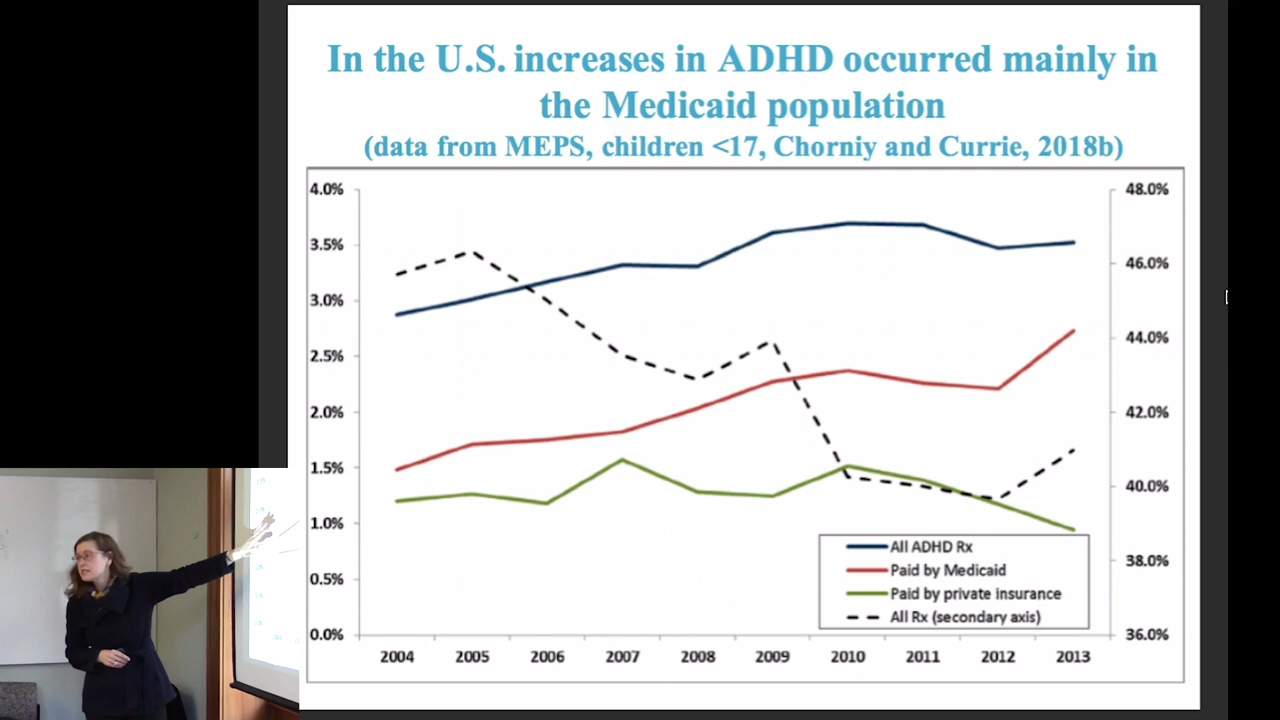 In the U.S. increases in ADHD occurred mainly in
the Medicaid population
(data from MEPS, children <17, Chorniy and Currie, 2018b)
4.0%
3.5%
3.0%
2.5%
2.0%
1.5%
1.0%
0.5%
0.0%
48.0%
46.0%
44.0%
42.0%
40.0%
38.0%
36.0%
All ADHD Rx
Paid by Medicaid
Paid by private insurance
All Rx (secondary axis)
2004 2005 2006 2007 2008 2009 2010 2011 2012 2013